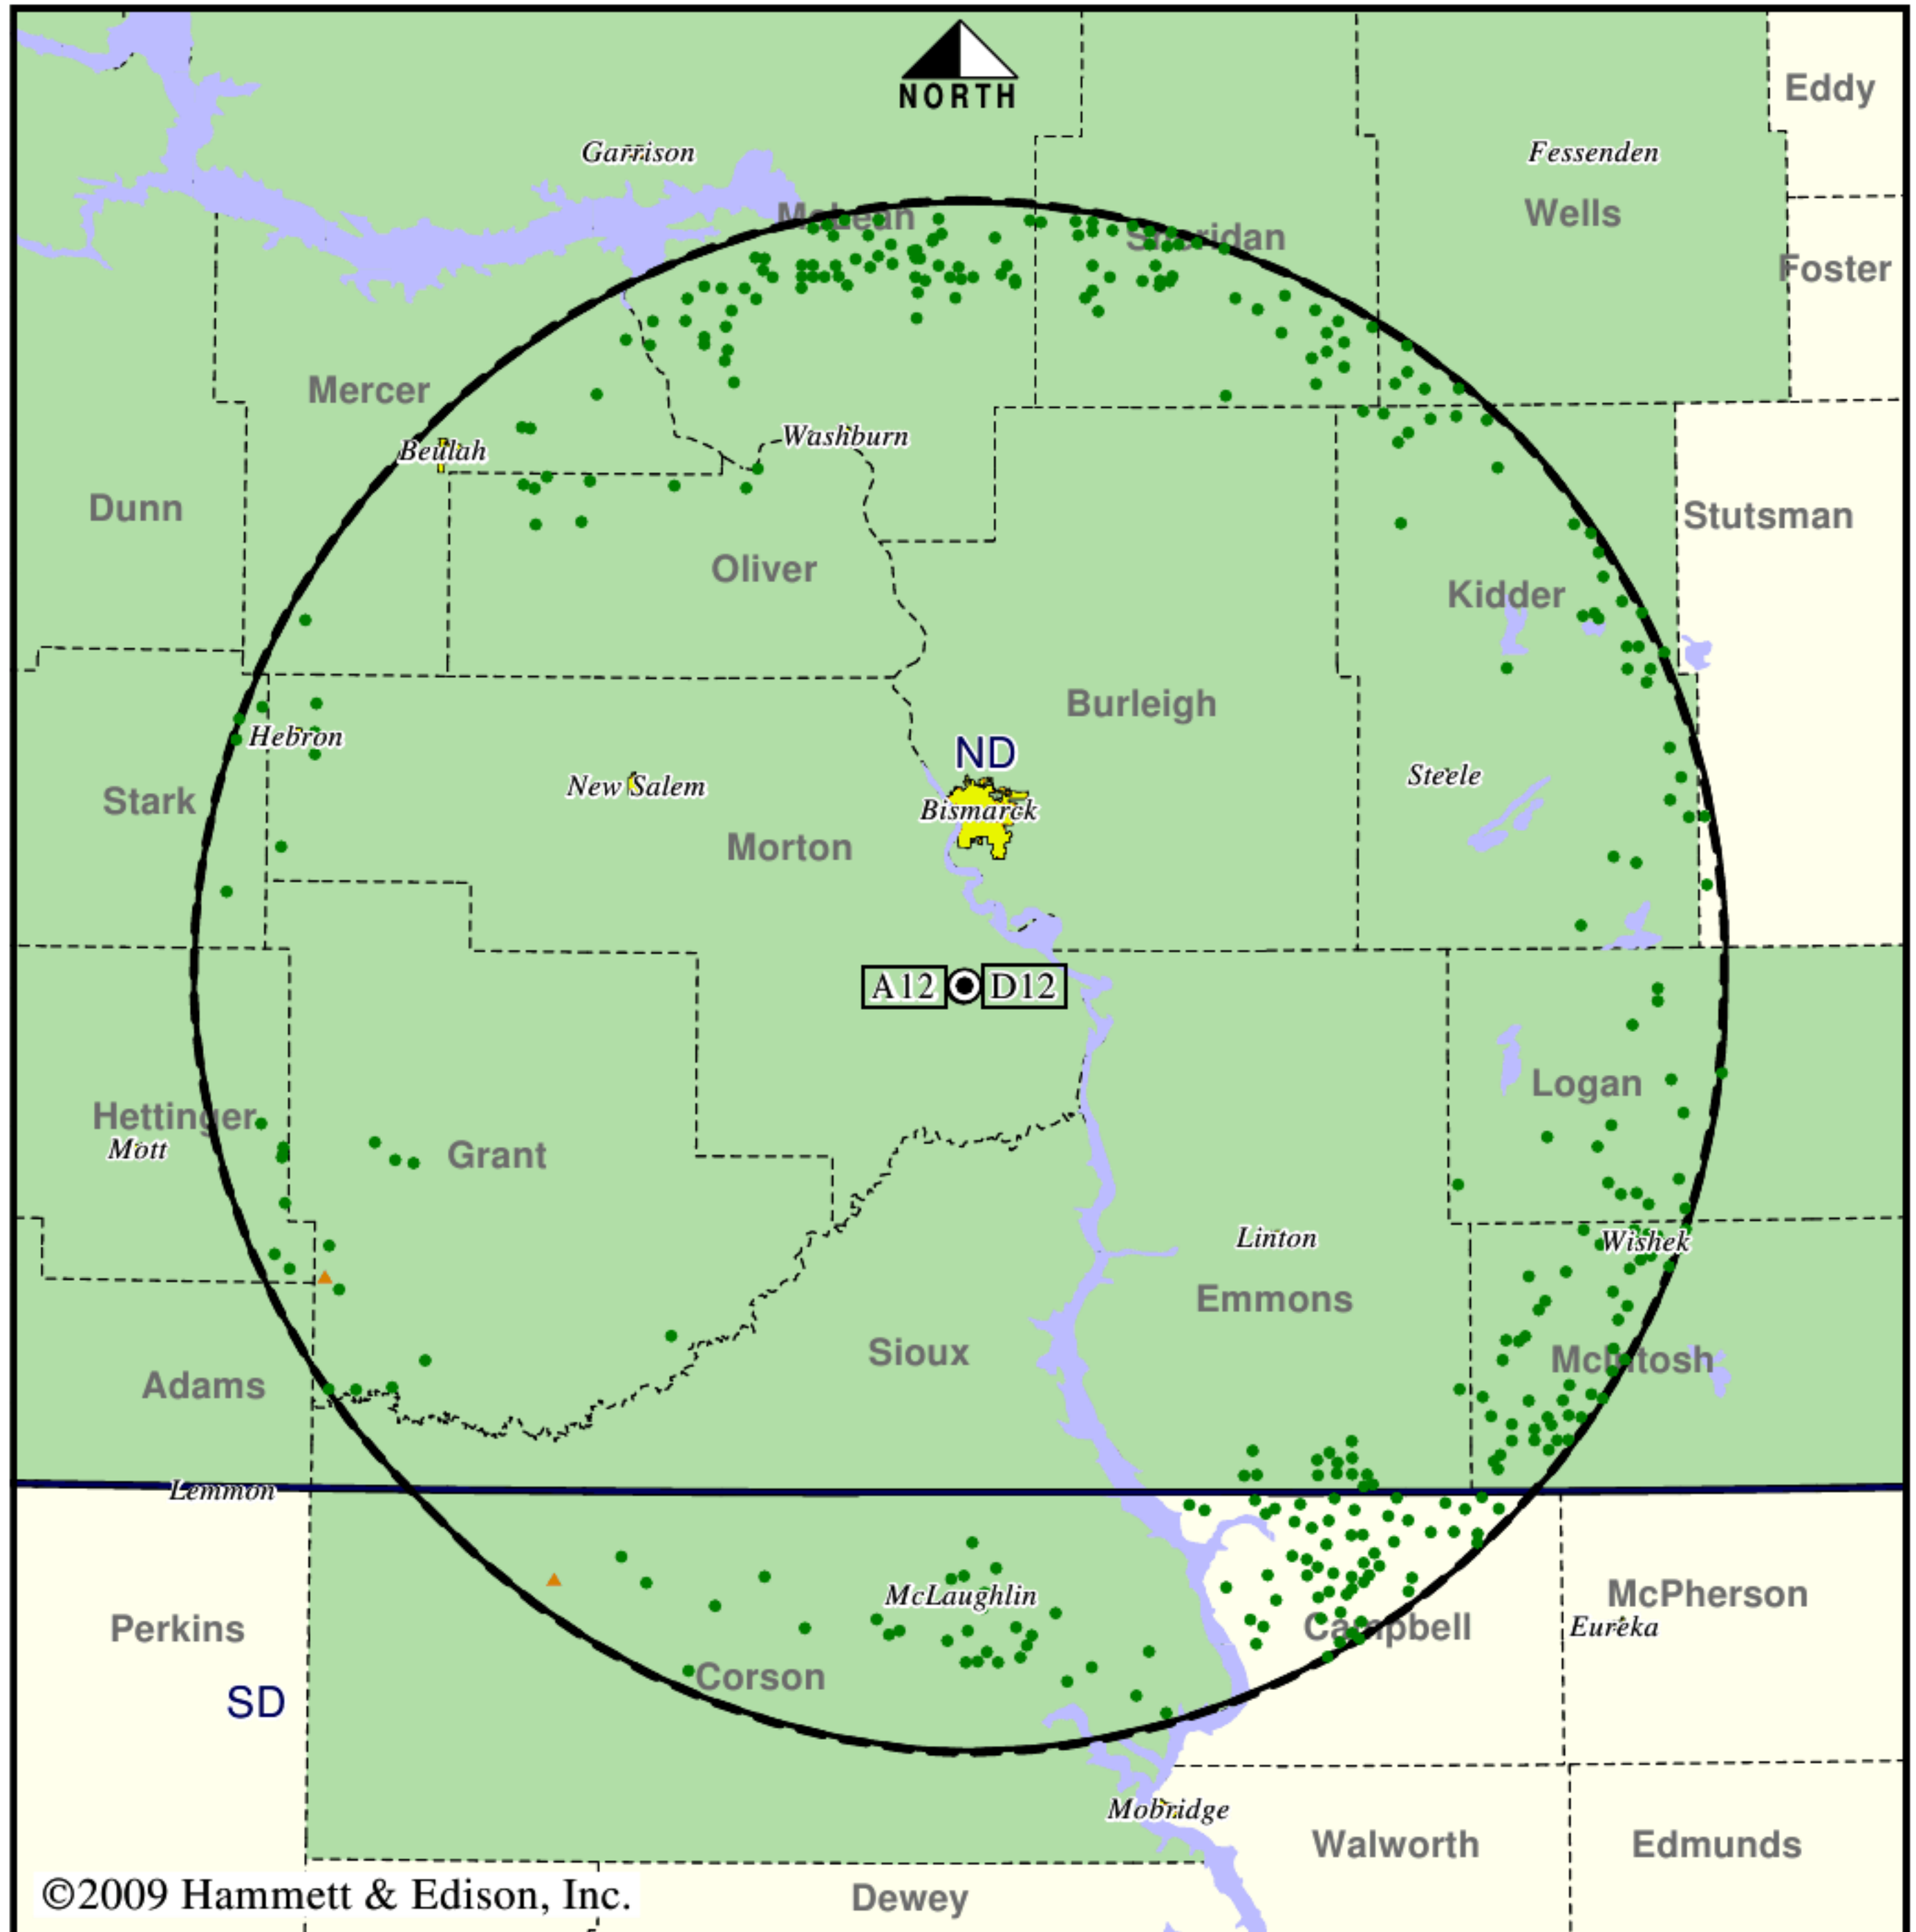 NORTH
Eddy
Garrison
Fessenden
McLean
Sheridan
Wells
Foster
Mercer
Beulah
Washburn
Dunn
Stutsman
Oliver
Kidder
Burleigh
Hebron
ND
New Salem
Steele
Stark
Bismarck
Morton
A12
D12
Logan
Hettinger
Mott
Grant
Linton
Wishek
Emmons
Sioux
McIntosh
Adams
Lemmon
McLaughlin
McPherson
Perkins
Campbell
Eureka
Corson
SD
Mobridge
Walworth
Edmunds
©2009 Hammett & Edison, Inc.
Dewey